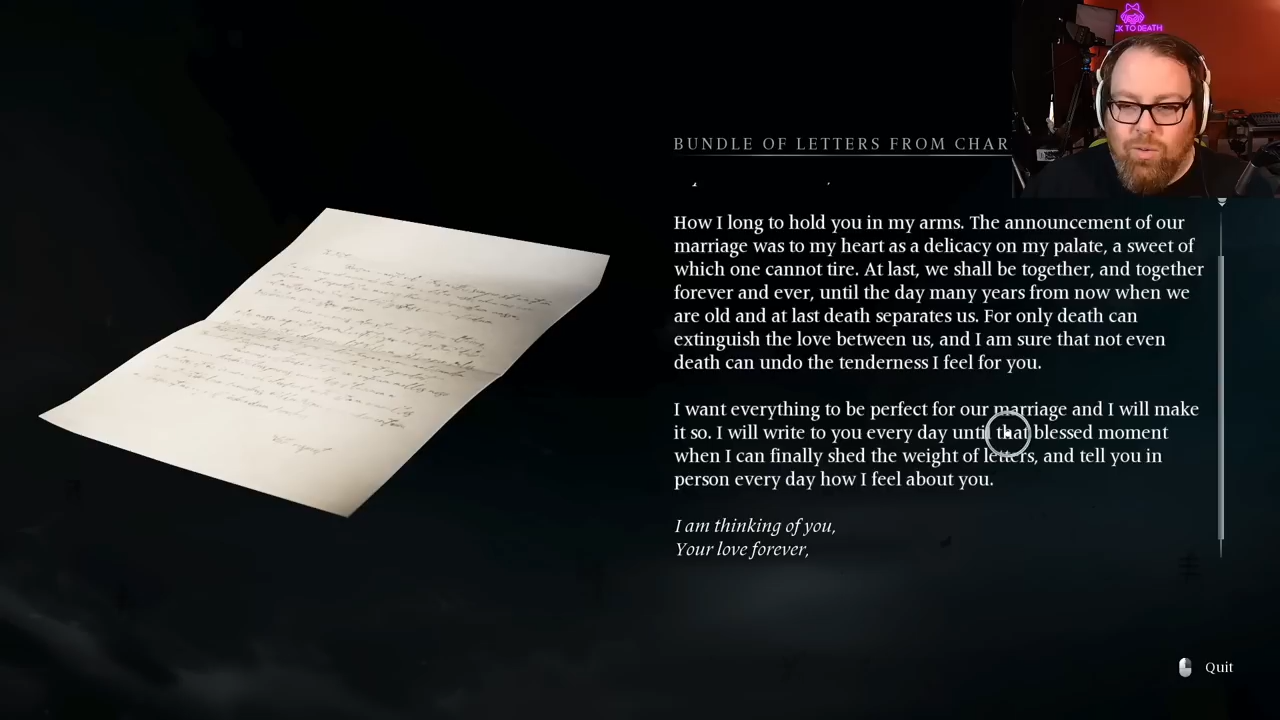 CK TO DEATH
BUNDLE OF LETTERS FROM CHAR
How I long to hold you in my arms. The announcement of our
marriage was to my heart as a delicacy on my palate, a sweet of
which one cannot tire. At last, we shall be together, and together
forever and ever, until the day many years from now when we
are old and at last death separates us. For only death can
extinguish the love between us, and I am sure that not even
death can undo the tenderness I feel for you.
I want everything to be perfect for our marriage and I will make
it so. I will write to you every day until that blessed moment
when I can finally shed the weight of letters, and tell you in
person every day how I feel about you.
I am thinking of you,
Your love forever,
Quit